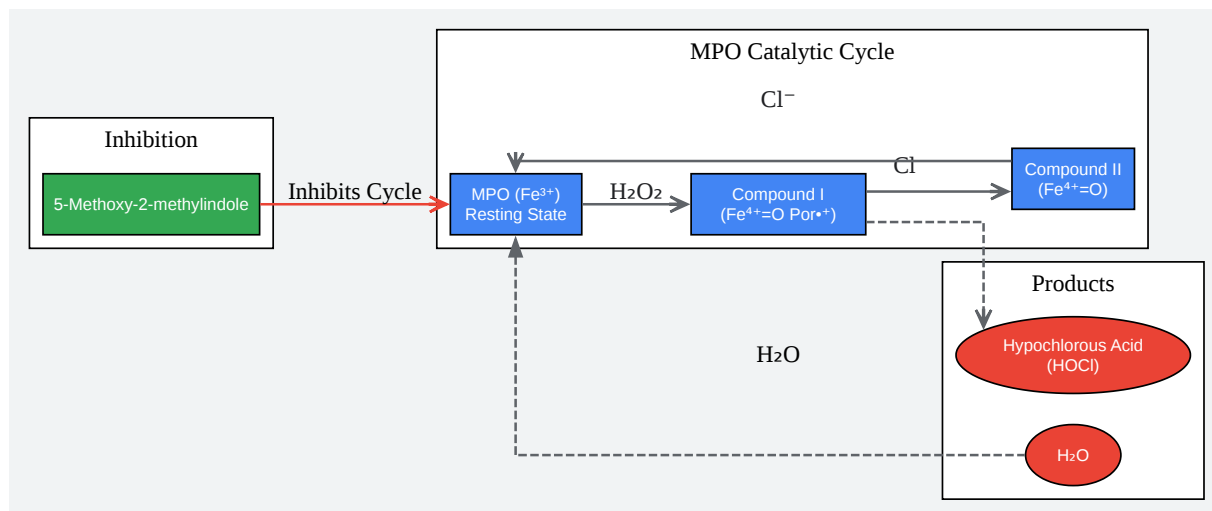 MPO Catalytic Cycle
Cl⁻
Inhibition
5-Methoxy-2-methylindole
Inhibits Cycle
MPO (Fe³⁺)
Resting State
H₂O₂
Compound I
(Fe⁴⁺=O Por•⁺)
Cl
Compound II
(Fe⁴⁺=O)
Products
Hypochlorous Acid
(HOCl)
H₂O
H₂O